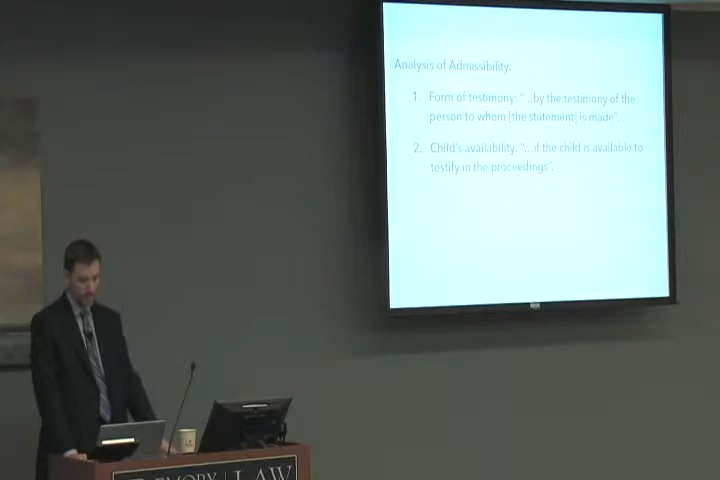 Analysis of Admissibility:
1. Form of testimony: "...by the testimony of the
person to whom [the statement] is made".
2. Child's availability: "...if the child is available to
testify in the proceedings".
EMORY | LAW